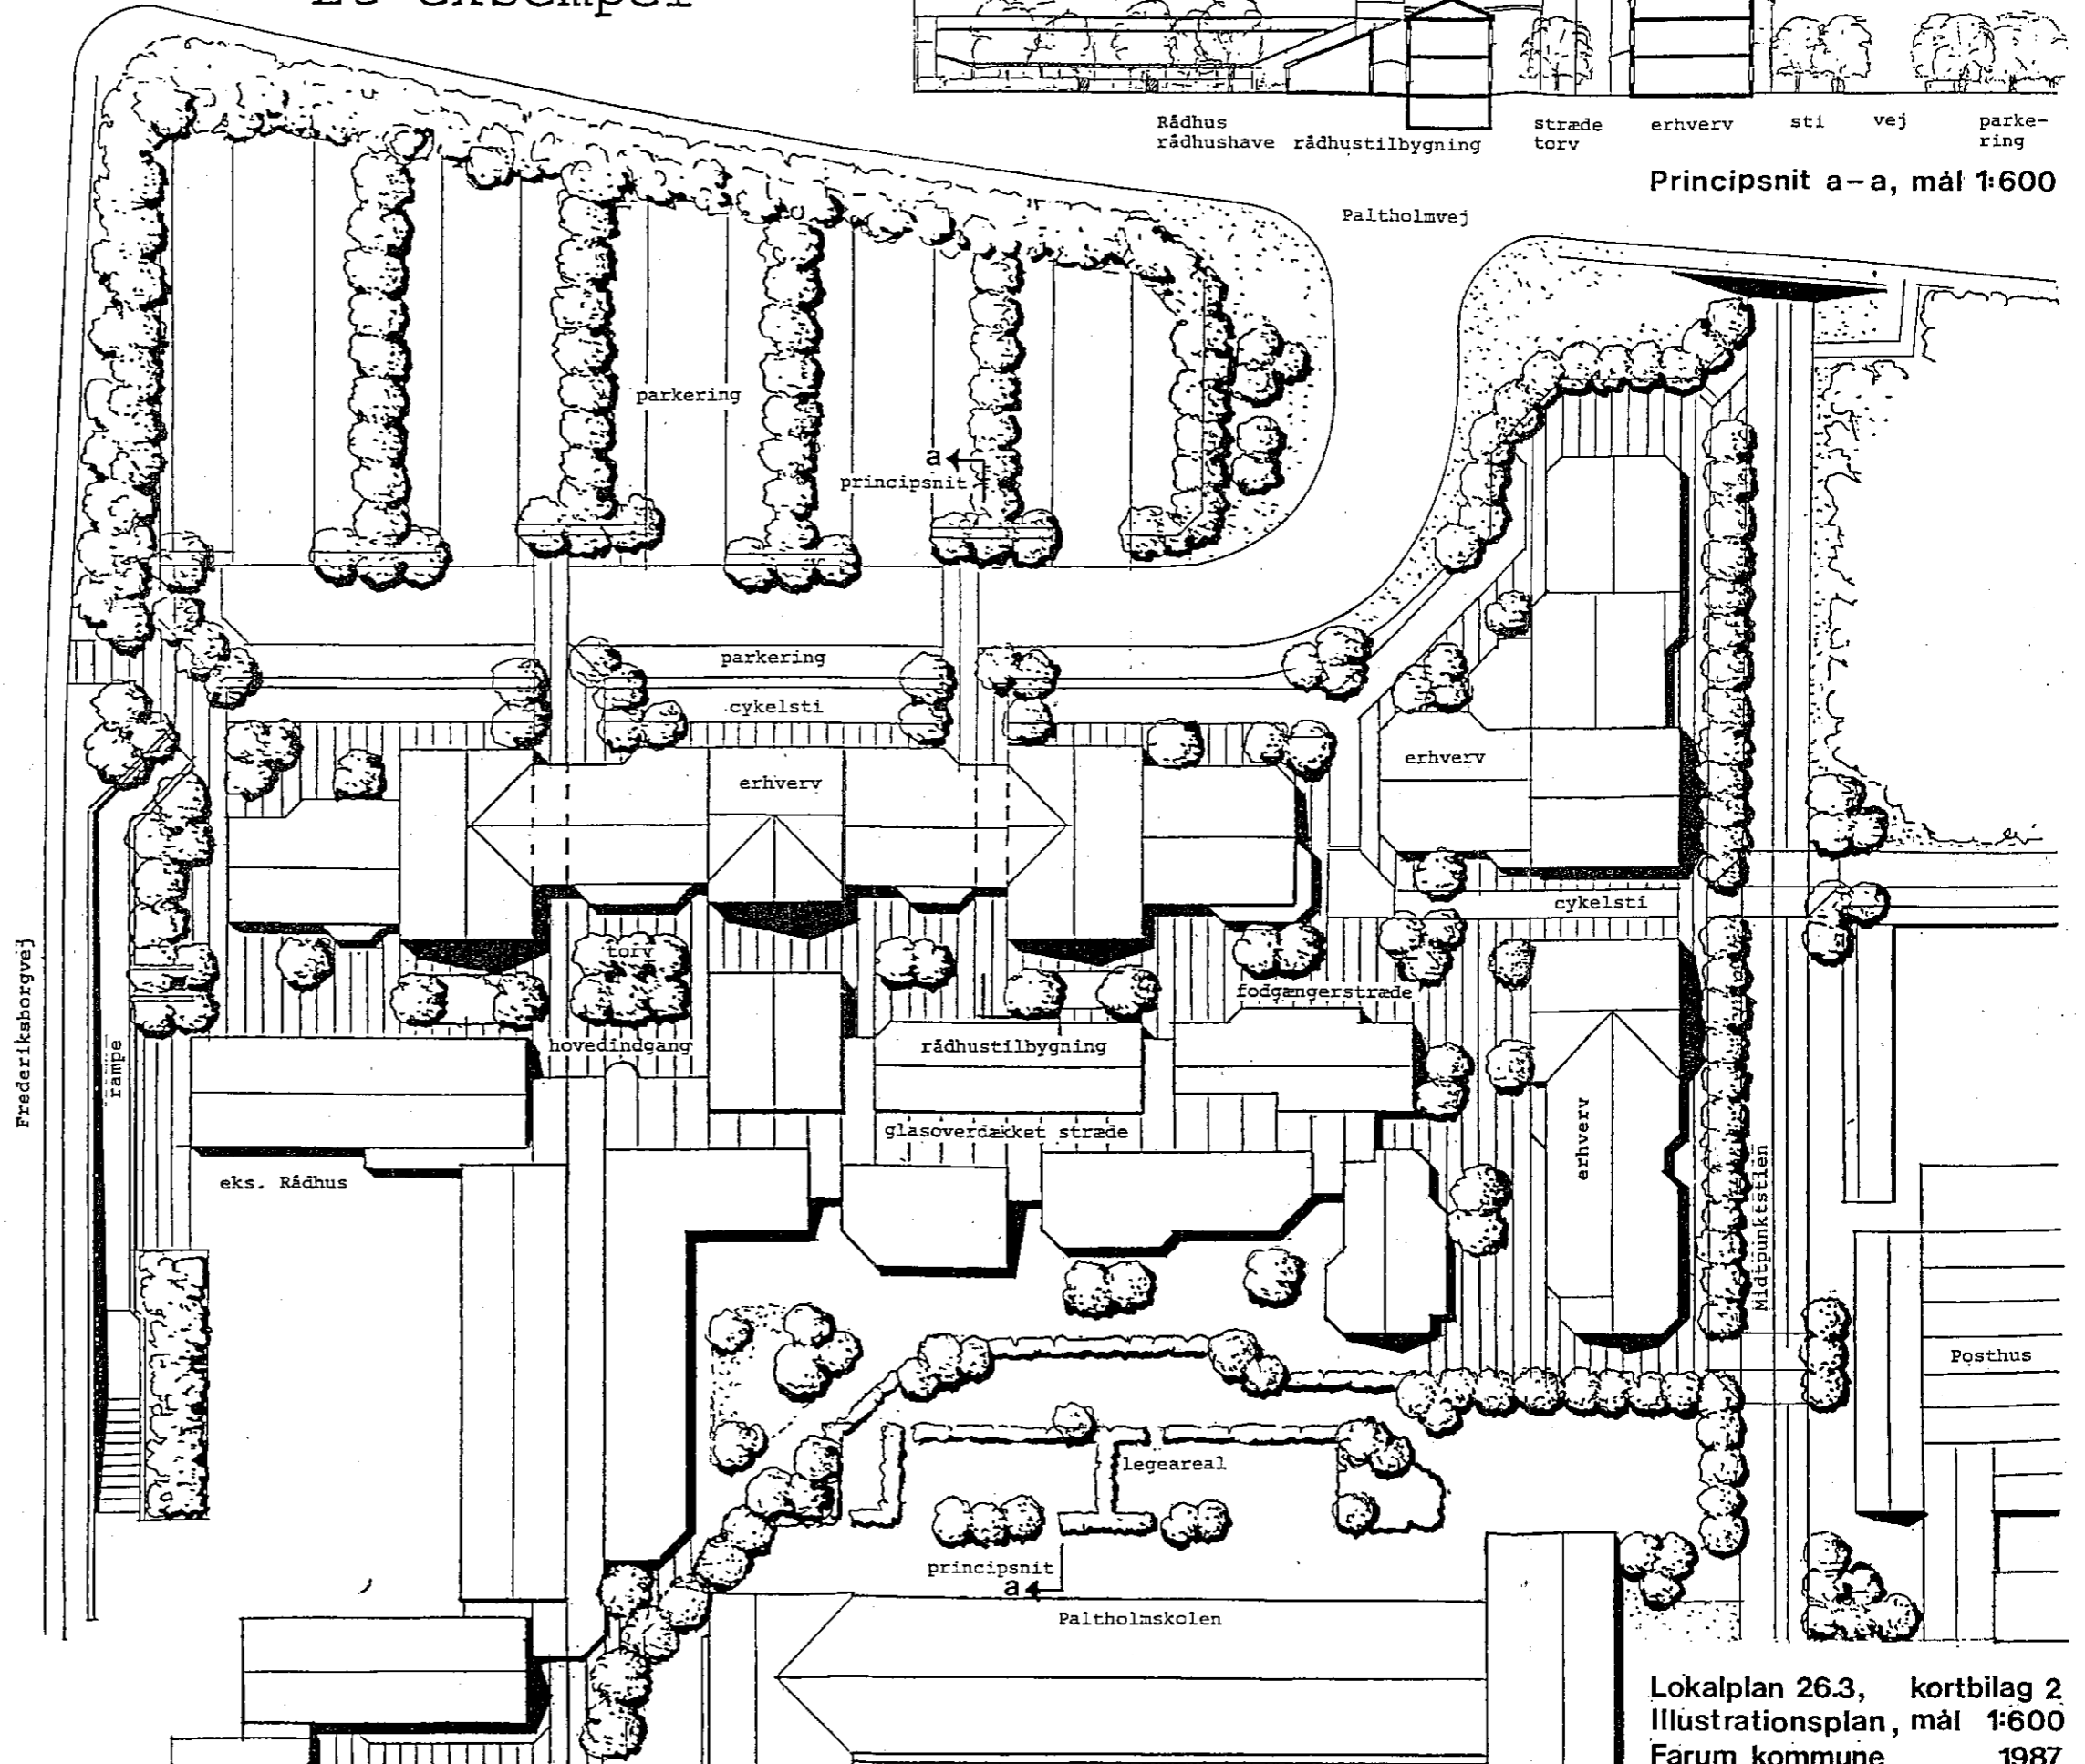 Et eksempel
Rådhus
rådhushave
rådhustilbygning
stræde
torv
erhverv
sti
vej
parke-
ring
Principsnit a-a, mål 1:600
Paltholmvej
parkering
a
principsnit
parkering
cykelsti
erhverv
erhverv
cykelsti
torv
fodgængerstræde
Frederiksborgvej
rampe
hovedindgang
rådhustilbygning
glasoverdækket stræde
erhverv
eks. Rådhus
Midtpunktstien
Posthus
legeareal
principsnit
a
Paltholmskolen
Lokalplan 26.3, kortbilag 2
Illustrationsplan, mål 1:600
Farum kommune 1987